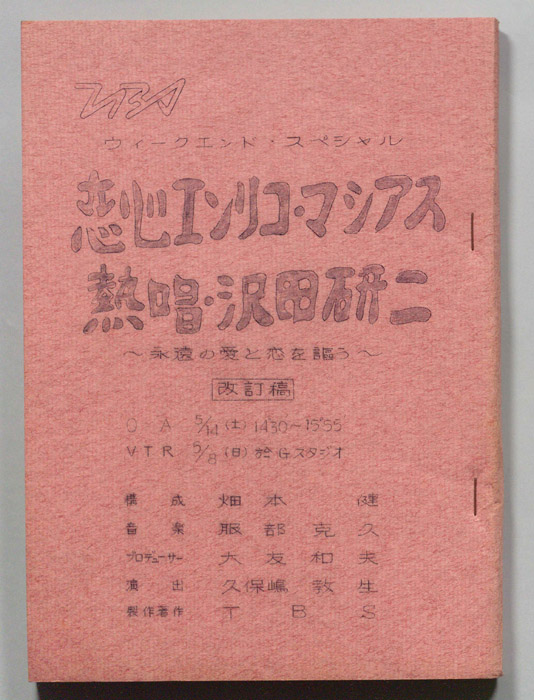 TBS
ウィークエンド・スペシャル
恋心エンリコ・マシアス
熱唱・沢田研二
～永遠の愛と恋を謳う～
改訂稿
O A 5/14(土) 14'30～15'55
VTR 5/8(日) 於Gスタジオ
構成 畑本 健
音楽 服部克久
プロデューサー 大友和夫
演出 久保嶋敦生
製作著作 TBS